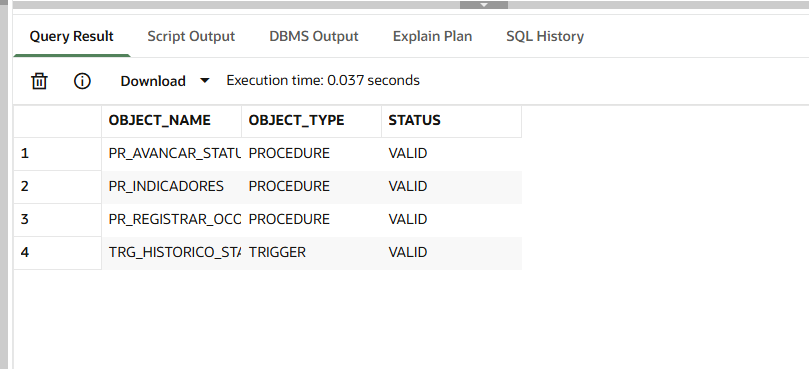 Query Result Script Output DBMS Output Explain Plan SQL History
Download Execution time: 0.037 seconds
OBJECT_NAME OBJECT_TYPE STATUS
1 PR_AVANCAR_STATU PROCEDURE VALID
2 PR_INDICADORES PROCEDURE VALID
3 PR_REGISTRAR_OCO PROCEDURE VALID
4 TRG_HISTORICO_STA TRIGGER VALID